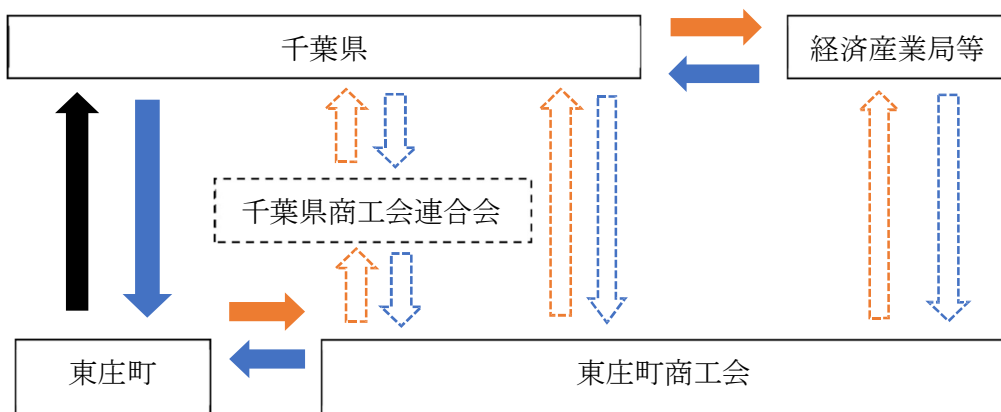 千葉県
経済産業局等
千葉県商工会連合会
東庄町
東庄町商工会